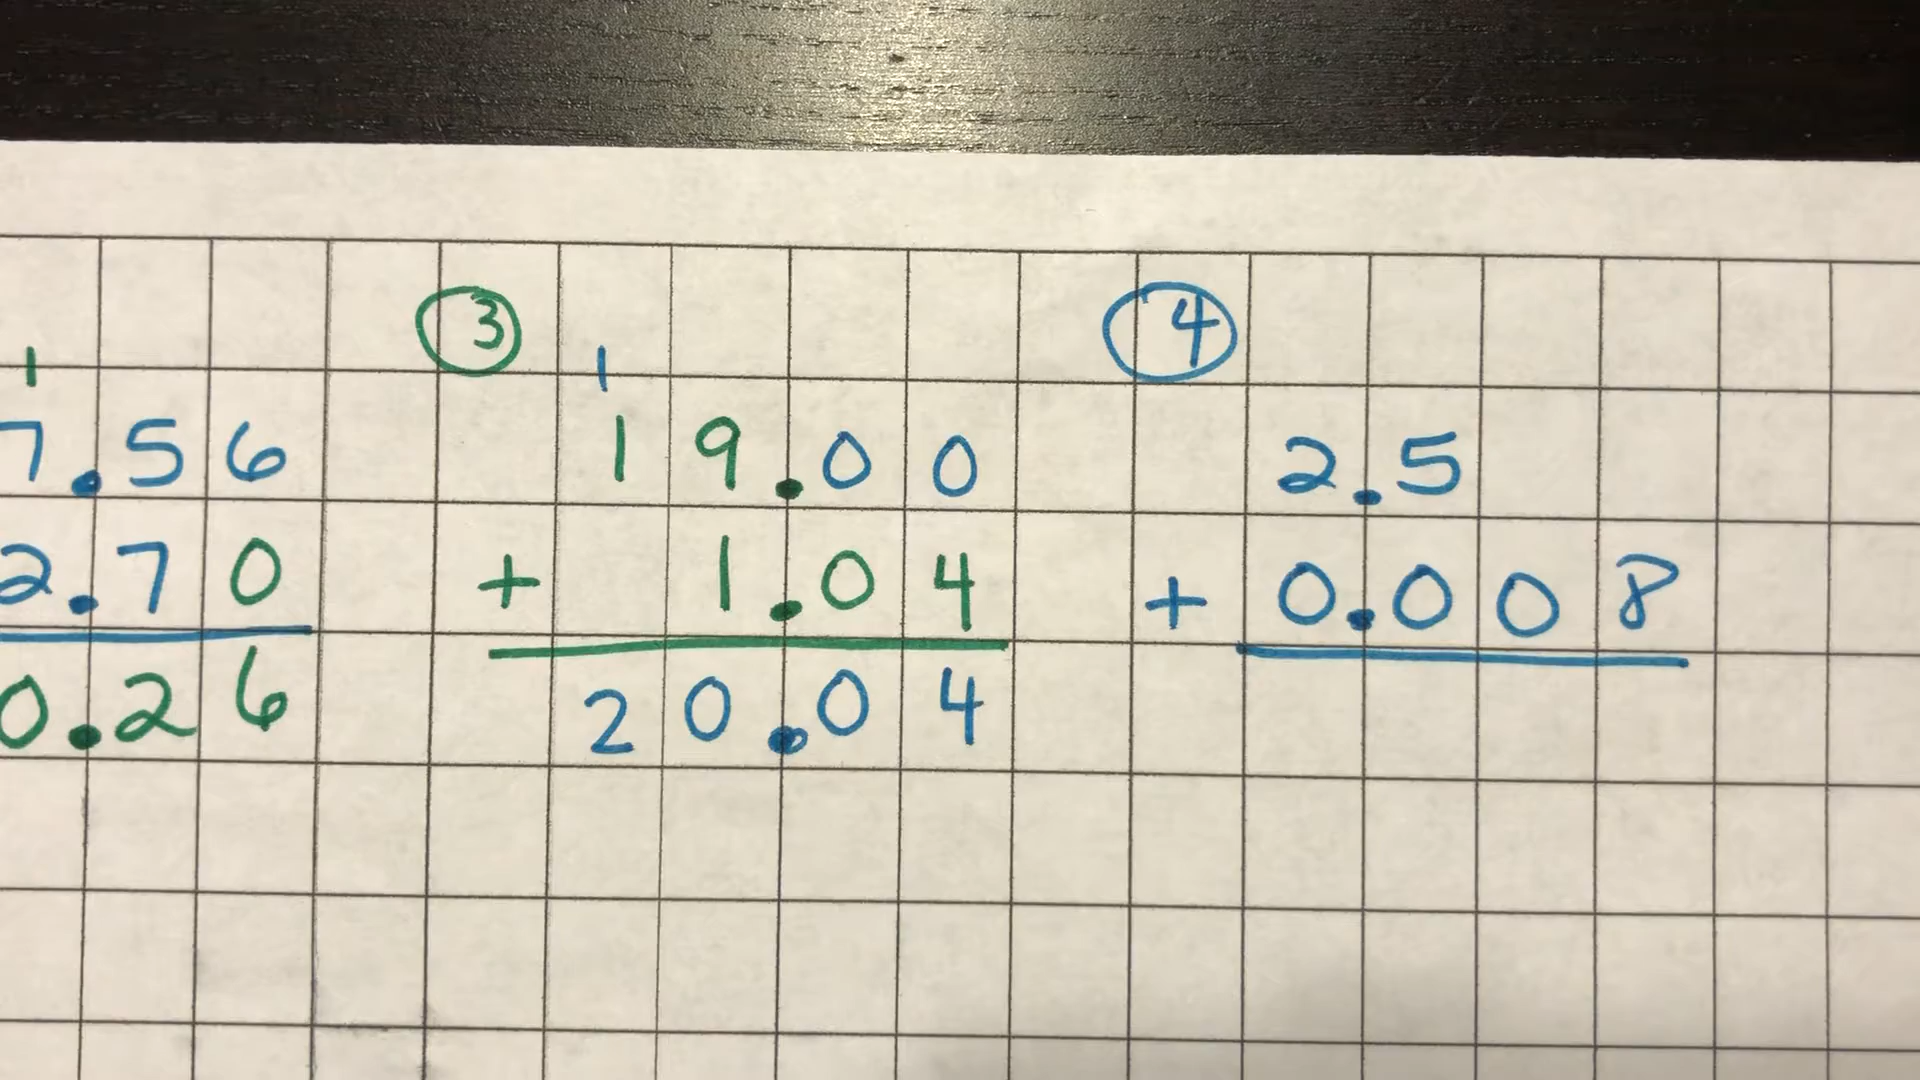 1 ③ 1 ④
7.56 19.00 2.5
2.70 + 1.04 + 0.008
0.26 20.04